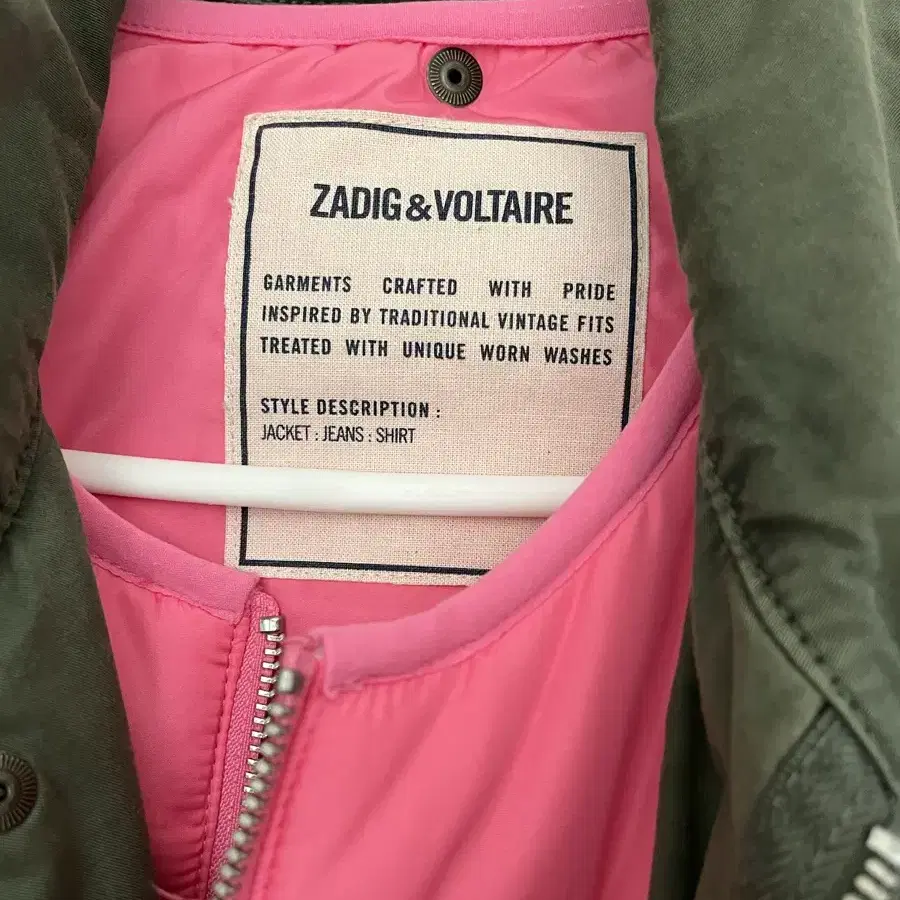 ZADIG&VOLTAIRE
GARMENTS CRAFTED WITH PRIDE
INSPIRED BY TRADITIONAL VINTAGE FITS
TREATED WITH UNIQUE WORN WASHES
STYLE DESCRIPTION :
JACKET : JEANS : SHIRT